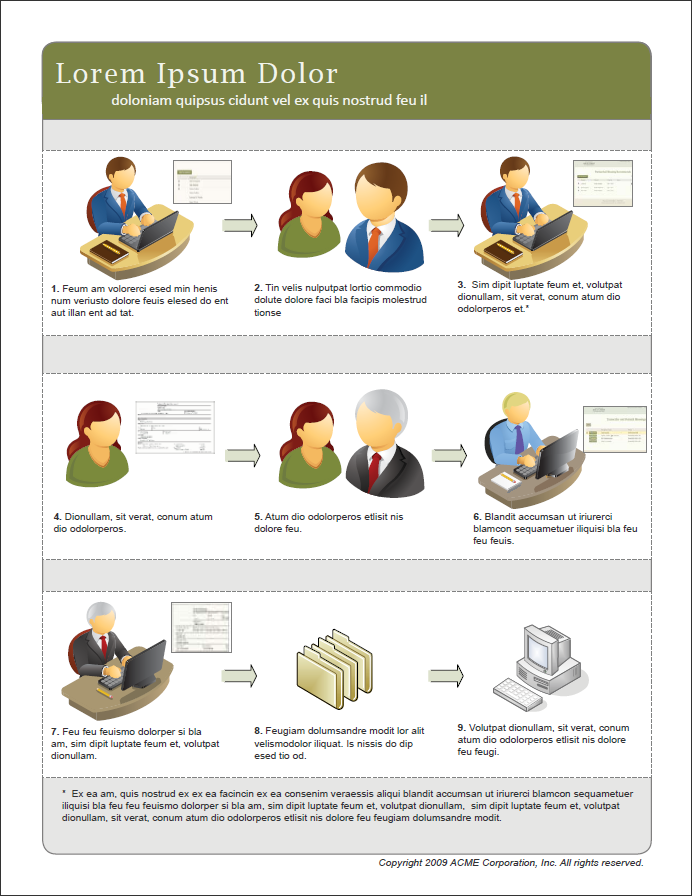 Lorem Ipsum Dolor
doloniam quipsus cidunt vel ex quis nostrud feu il
1. Feum am volorerci esed min henis
num veriusto dolore feuis elesed do ent
aut illan ent ad tat.
2. Tin velis nulputpat lortio commodo
dolute dolore faci bla facipis molestrud
tionse
3.  Sim dipit luptate feum et, volutpat
dionullam, sit verat, conum atum dio
odolorperos et.*
4. Dionullam, sit verat, conum atum
dio odolorperos.
5. Atum dio odolorperos etlisit nis
dolore feu.
6. Blandit accumsan ut iriurerci
blamcon sequametuer iliquisi bla feu
feu feuis.
7. Feu feu feuismo dolorper si bla
am, sim dipit luptate feum et, volutpat
dionullam.
8. Feugiam dolumsandre modit lor alit
velismodolor iliquat. Is nissis do dip
esed tio od.
9. Volutpat dionullam, sit verat, conum
atum dio odolorperos etlisit nis dolore
feu feugi.
*  Ex ea am, quis nostrud ex ex ea facincin ex ea consenim veraessis aliqui blandit accumsan ut iriurerci blamcon sequametuer
iliquisi bla feu feu feuismo dolorper si bla am, sim dipit luptate feum et, volutpat dionullam,  sim dipit luptate feum et, volutpat
dionullam, sit verat, conum atum dio odolorperos etlisit nis dolore feu feugiam dolumsandre modit.
Copyright 2009 ACME Corporation, Inc. All rights reserved.